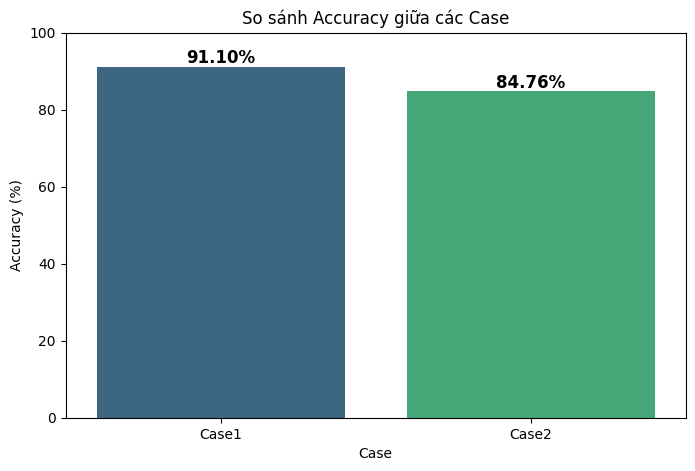 So sánh Accuracy giữa các Case
100
80
60
40
20
0
Accuracy (%)
91.10%
84.76%
Case1
Case2
Case